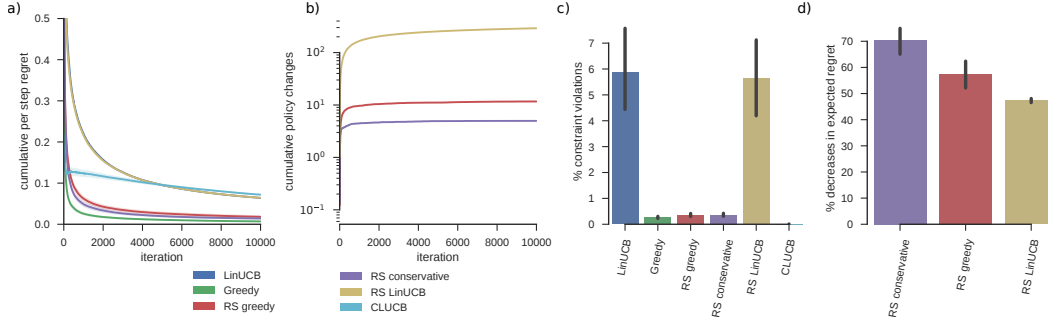 a)
cumulative per step regret
0.5
0.4
0.3
0.2
0.1
0.0
0 2000 4000 6000 8000 10000
iteration
b)
cumulative policy changes
10^2
10^1
10^0
10^-1
0 2000 4000 6000 8000 10000
iteration
LinUCB
Greedy
RS greedy
RS conservative
RS LinUCB
CLUCB
c)
% constraint violations
7
6
5
4
3
2
1
0
LinUCB
Greedy
RS greedy
RS conservative
RS LinUCB
CLUCB
d)
% decreases in expected regret
70
60
50
40
30
20
10
0
RS conservative
RS greedy
RS LinUCB